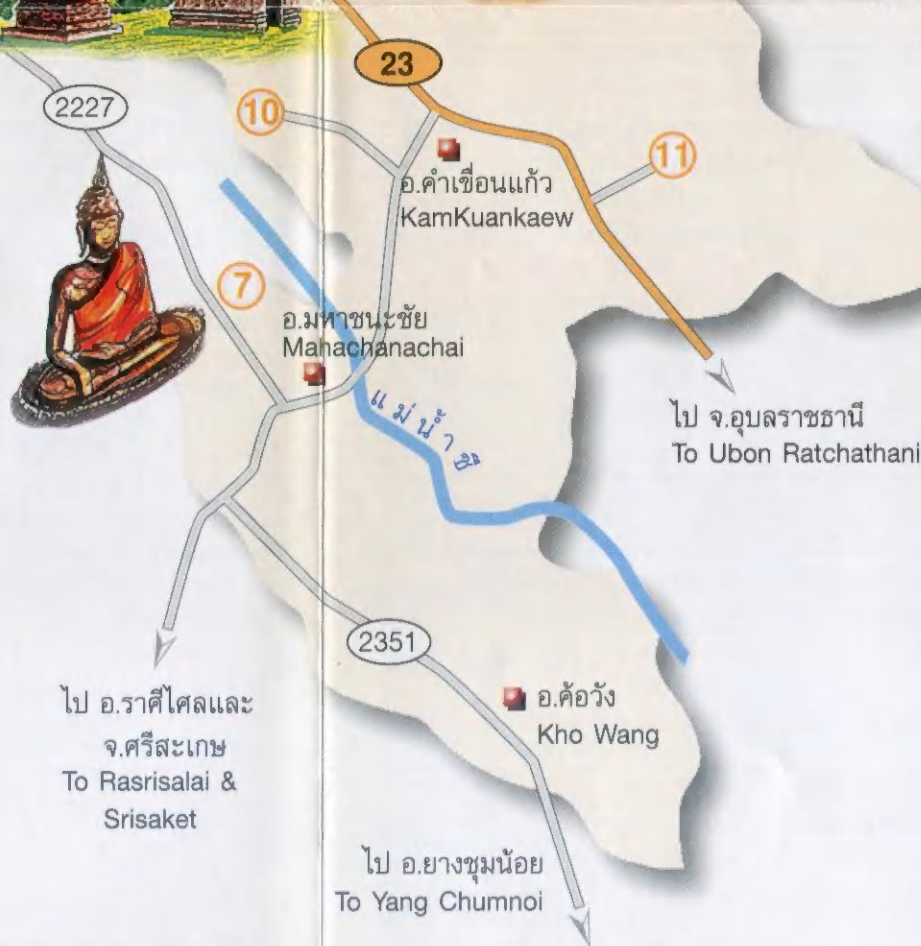 23
2227
10
11
อ.คำเขื่อนแก้ว
KamKuankaew
7
อ.มหาชนะชัย
Mahachanachai
แม่น้ำชี
ไป จ.อุบลราชธานี
To Ubon Ratchathani
2351
ไป อ.ราศีไศลและ
จ.ศรีสะเกษ
To Rasrisalai &
Srisaket
อ.ค้อวัง
Kho Wang
ไป อ.ยางชุมน้อย
To Yang Chumnoi